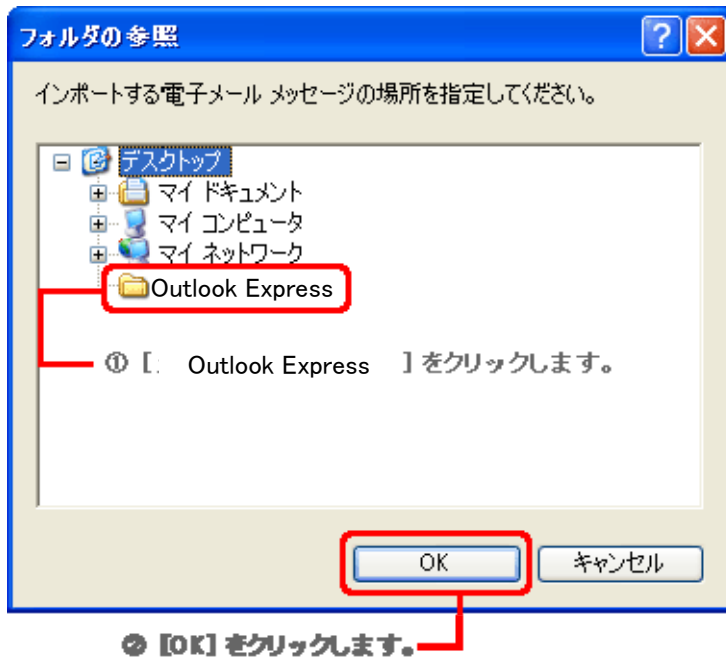 フォルダの参照
インポートする電子メール メッセージの場所を指定してください。
デスクトップ
マイ ドキュメント
マイ コンピュータ
マイ ネットワーク
Outlook Express
① [ Outlook Express ] をクリックします。
OK キャンセル
② [OK] をクリックします。